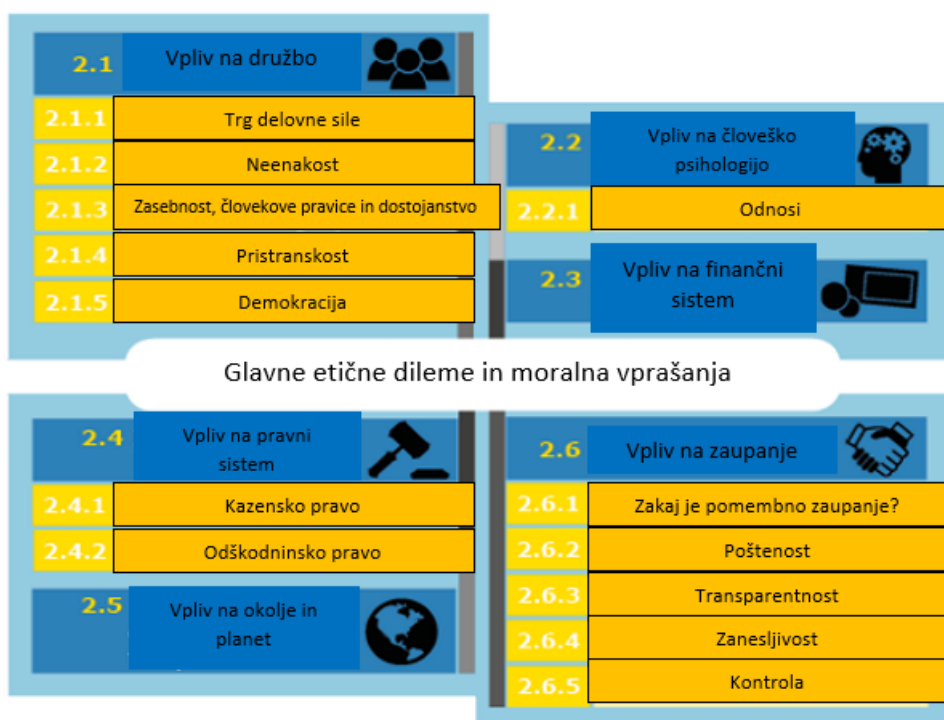 2.1 Vpliv na družbo
2.1.1 Trg delovne sile
2.1.2 Neenakost
2.1.3 Zasebnost, človekove pravice in dostojanstvo
2.1.4 Pristranskost
2.1.5 Demokracija
2.2 Vpliv na človeško
psihologijo
2.2.1 Odnosi
2.3 Vpliv na finančni
sistem
Glavne etične dileme in moralna vprašanja
2.4 Vpliv na pravni
sistem
2.4.1 Kazensko pravo
2.4.2 Odškodninsko pravo
2.5 Vpliv na okolje in
planet
2.6 Vpliv na zaupanje
2.6.1 Zakaj je pomembno zaupanje?
2.6.2 Poštenost
2.6.3 Transparentnost
2.6.4 Zanesljivost
2.6.5 Kontrola